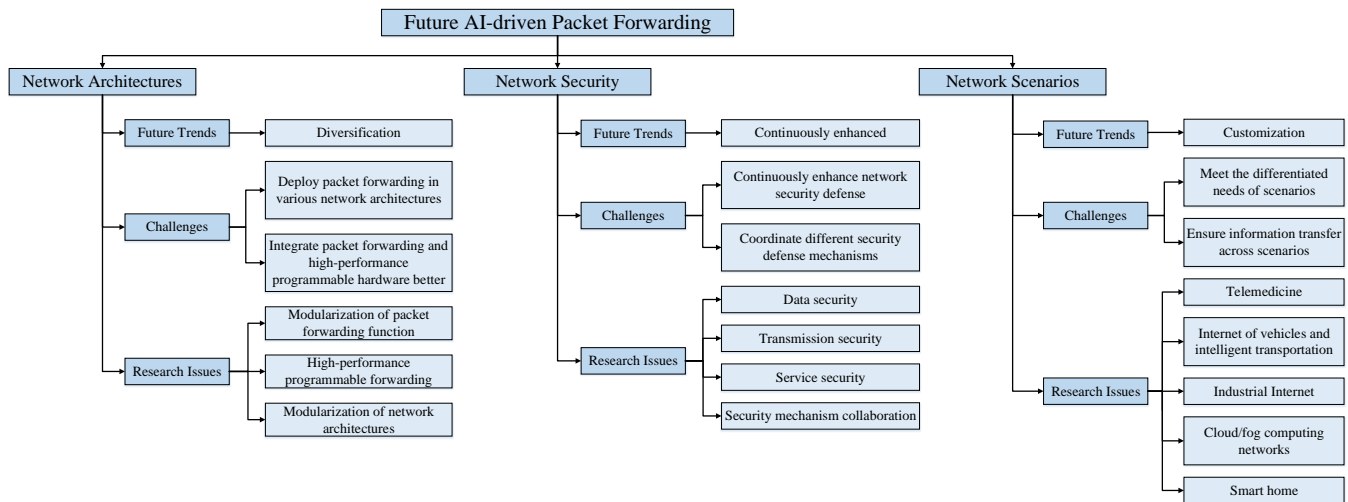 Future AI-driven Packet Forwarding
Network Architectures
Future Trends
Diversification
Challenges
Deploy packet forwarding in
various network architectures
Integrate packet forwarding and
high-performance
programmable hardware better
Research Issues
Modularization of packet
forwarding function
High-performance
programmable forwarding
Modularization of network
architectures
Network Security
Future Trends
Continuously enhanced
Challenges
Continuously enhance network
security defense
Coordinate different security
defense mechanisms
Research Issues
Data security
Transmission security
Service security
Security mechanism collaboration
Network Scenarios
Future Trends
Customization
Challenges
Meet the differentiated
needs of scenarios
Ensure information transfer
across scenarios
Research Issues
Telemedicine
Internet of vehicles and
intelligent transportation
Industrial Internet
Cloud/fog computing
networks
Smart home